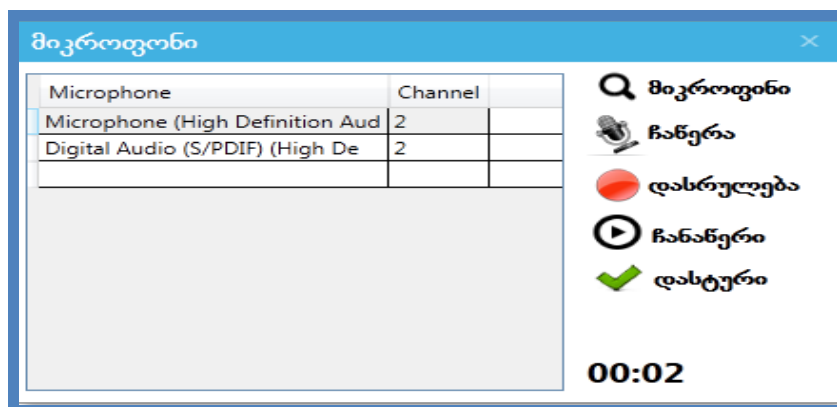 მიკროფონი
Microphone Channel
Microphone (High Definition Aud 2
Digital Audio (S/PDIF) (High De 2
მიკროფინი
ჩაწერა
დასრულება
ჩანაწერი
დასტური
00:02